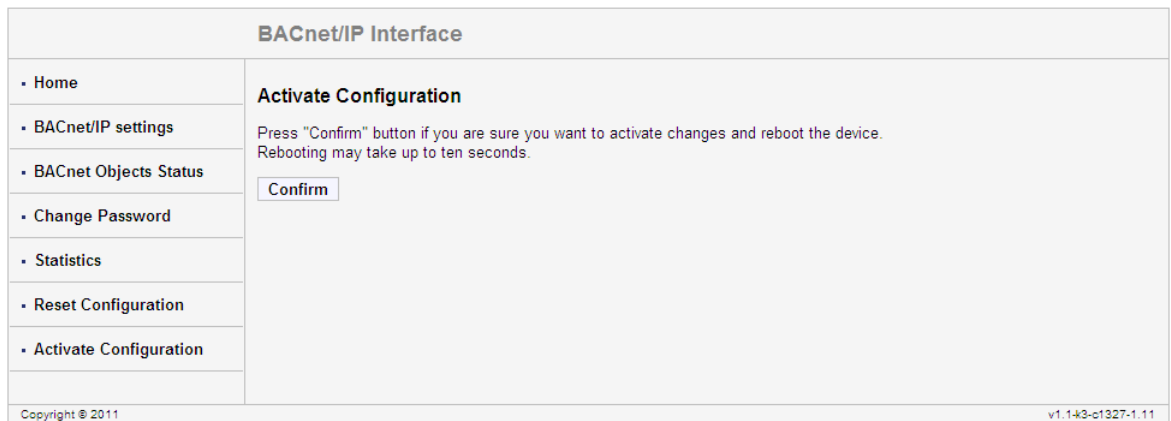 BACnet/IP Interface
Home
BACnet/IP settings
BACnet Objects Status
Change Password
Statistics
Reset Configuration
Activate Configuration
Activate Configuration
Press "Confirm" button if you are sure you want to activate changes and reboot the device.
Rebooting may take up to ten seconds.
Confirm
Copyright © 2011
v1.1-k3-c1327-1.11